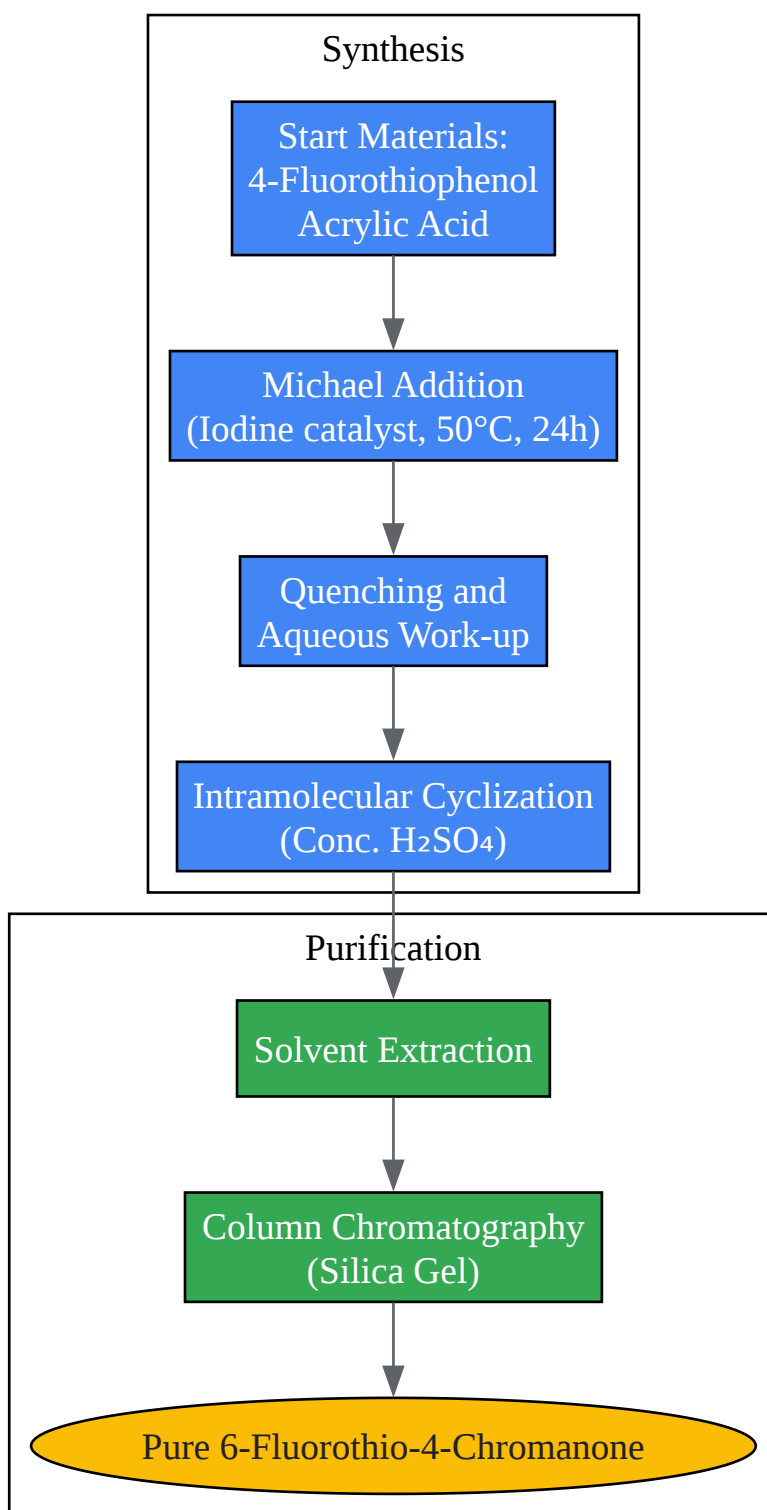 Synthesis
Start Materials:
4-Fluorothiophenol
Acrylic Acid
Michael Addition
(Iodine catalyst, 50°C, 24h)
Quenching and
Aqueous Work-up
Intramolecular Cyclization
(Conc. H₂SO₄)
Purification
Solvent Extraction
Column Chromatography
(Silica Gel)
Pure 6-Fluorothio-4-Chromanone